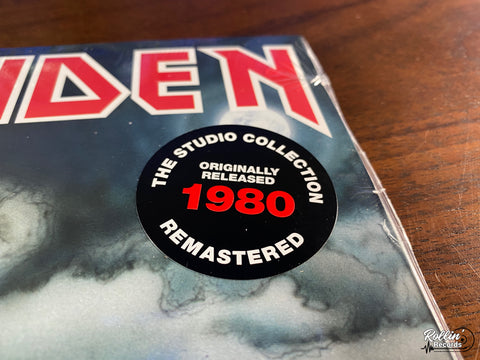 IDEN
THE STUDIO COLLECTION
ORIGINALLY
RELEASED
1980
REMASTERED
Rollin'
Records